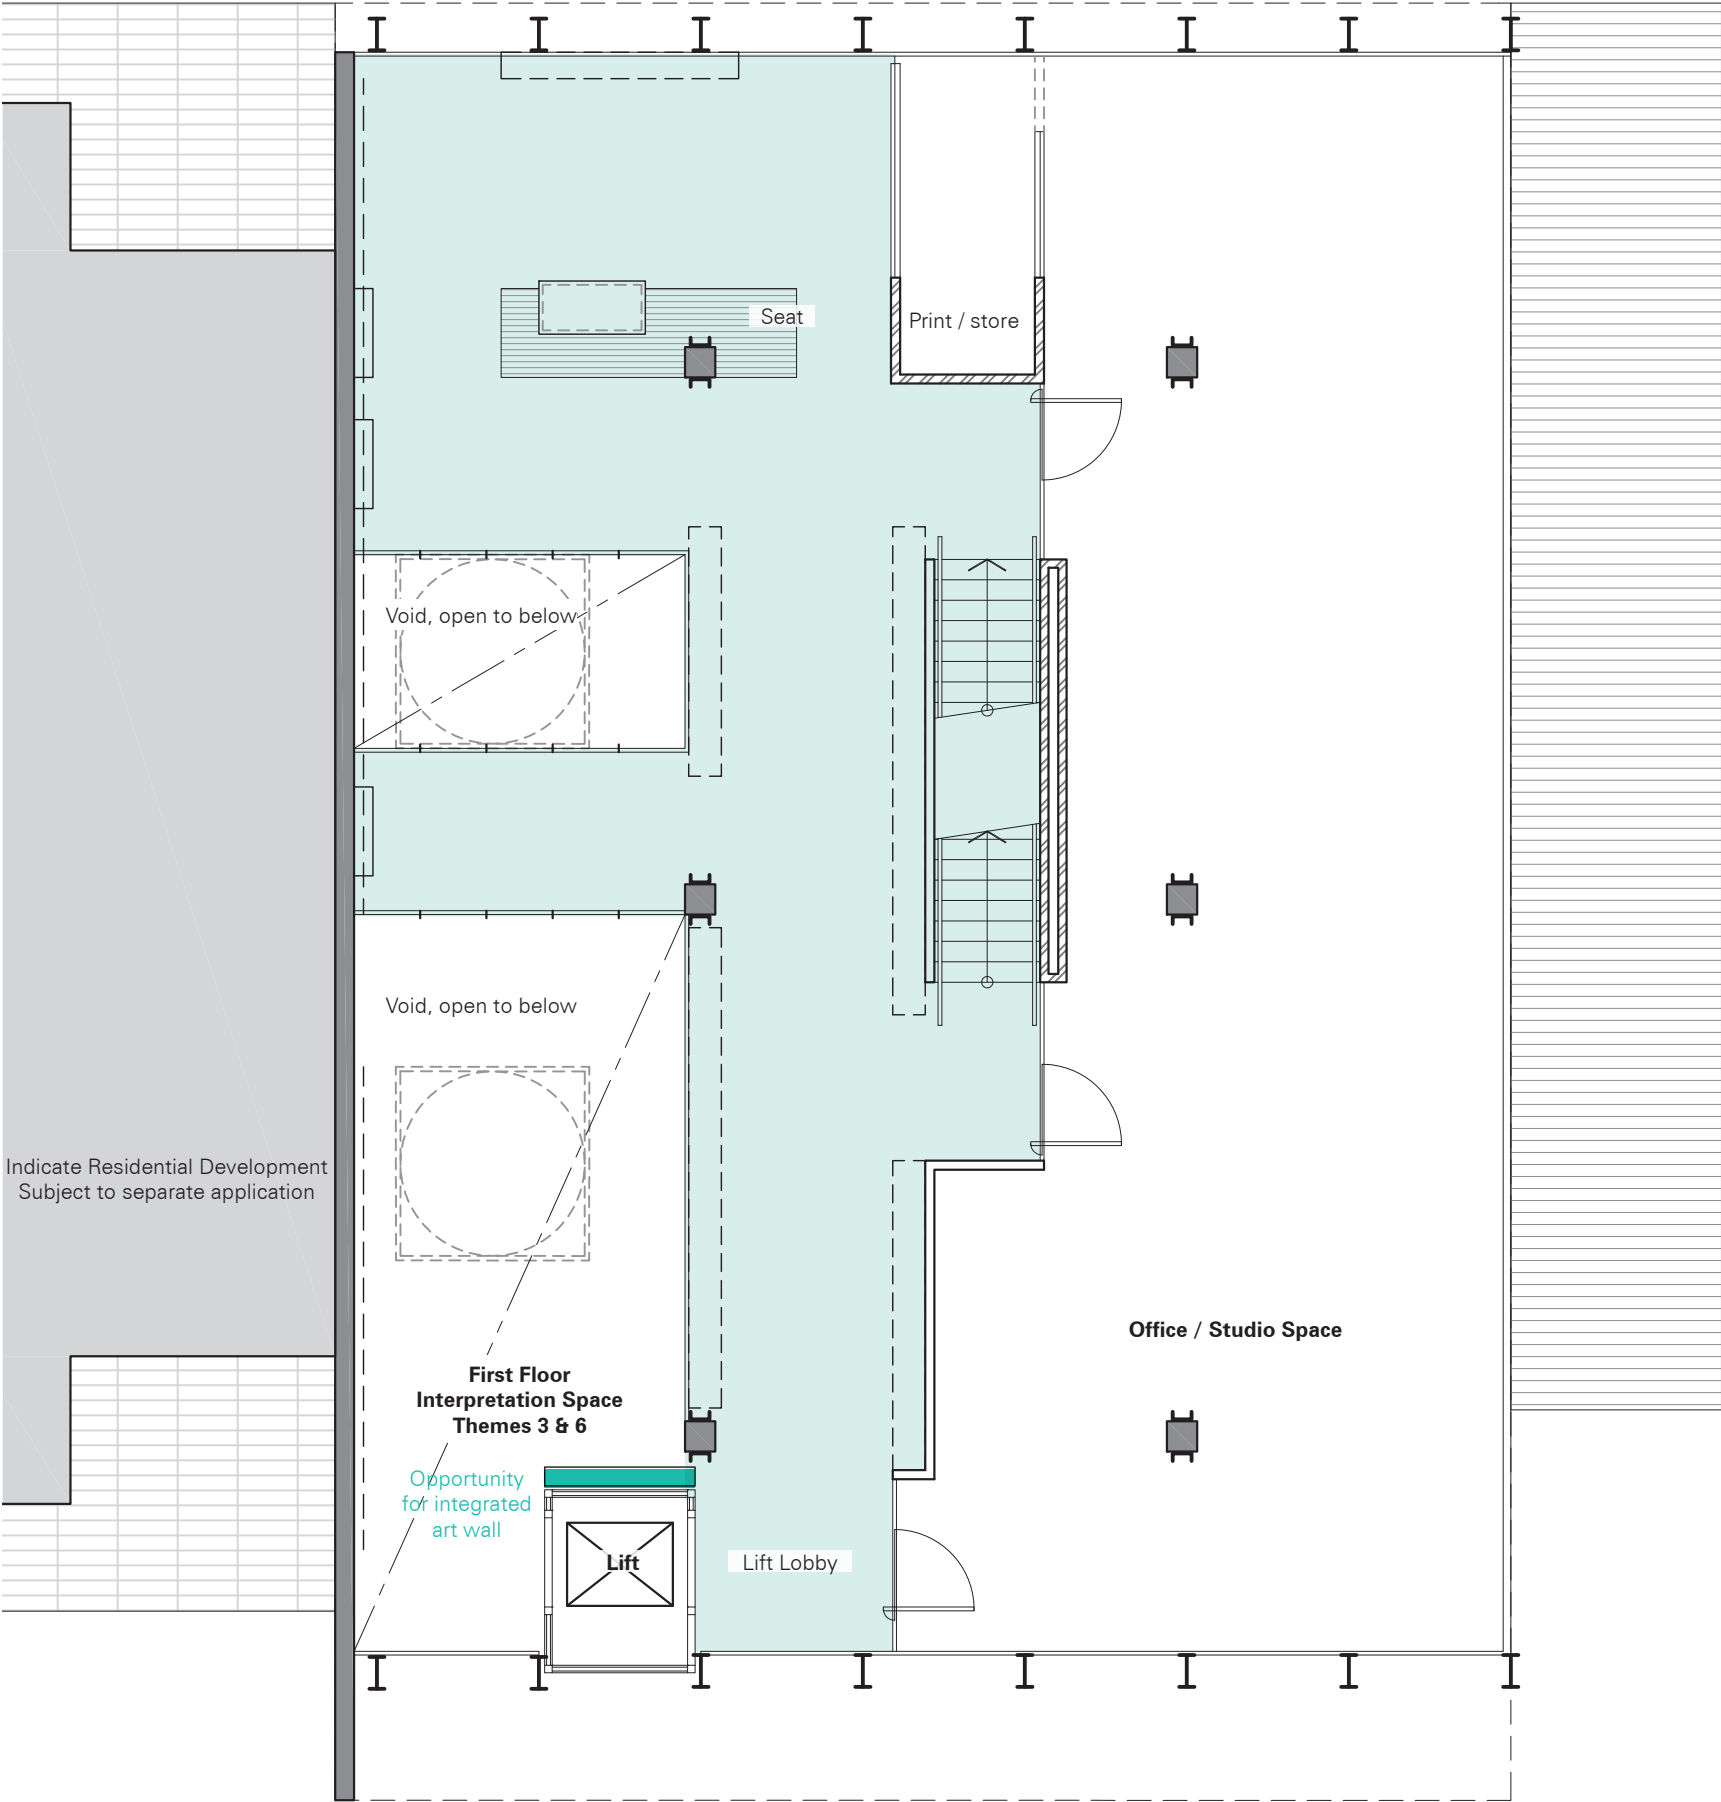 Seat
Print / store
Void, open to below
Void, open to below
Indicate Residential Development
Subject to separate application
Office / Studio Space
First Floor
Interpretation Space
Themes 3 & 6
Opportunity
for integrated
art wall
Lift
Lift Lobby